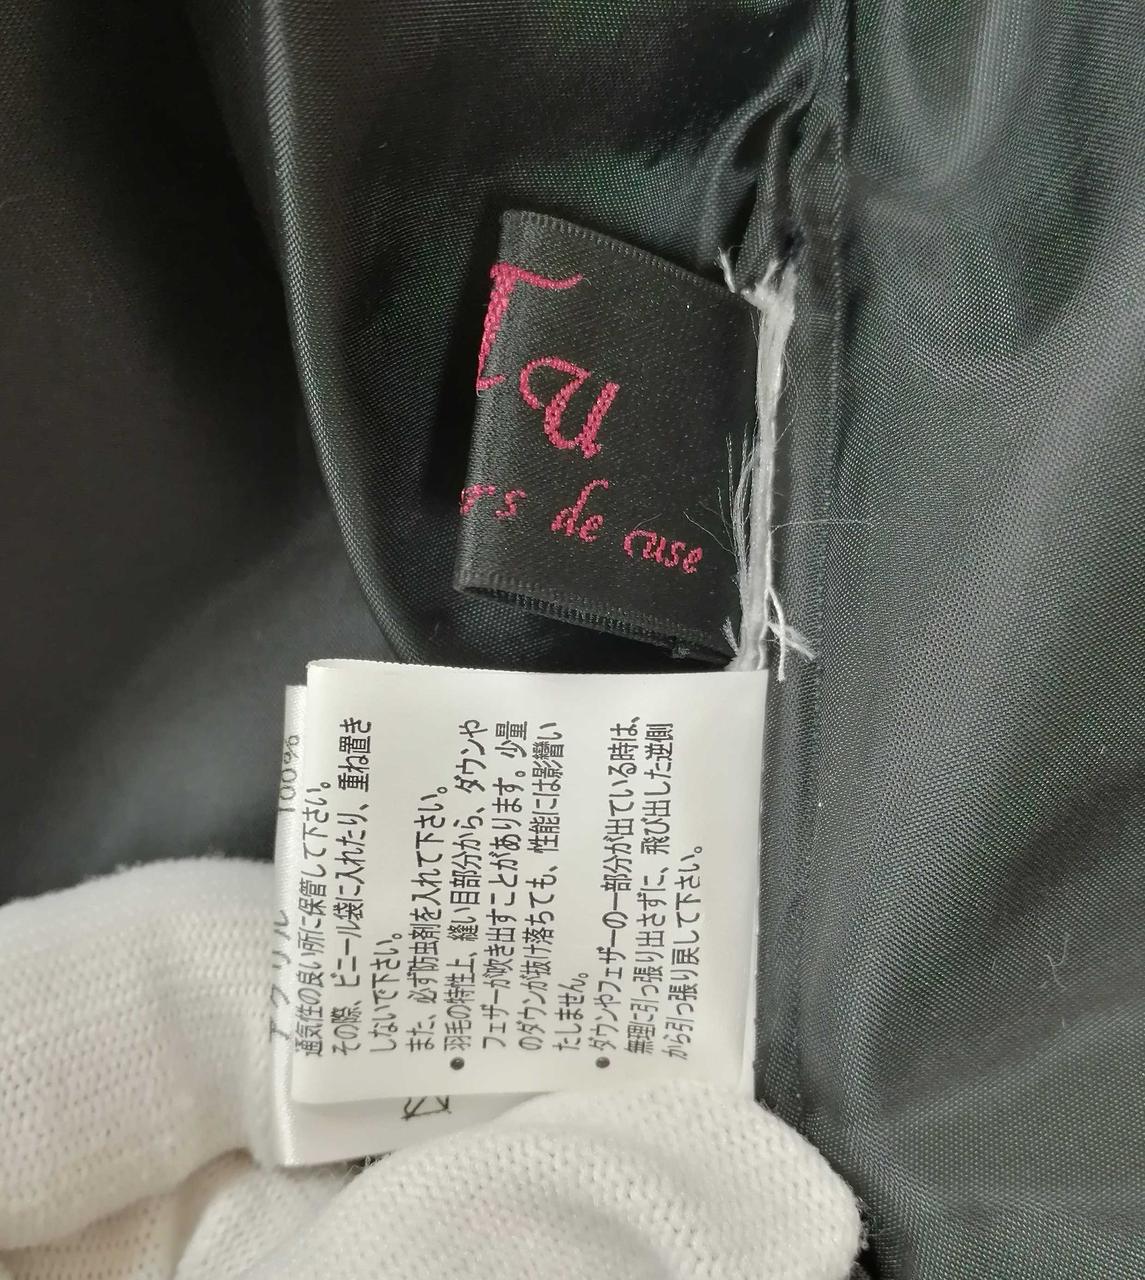 au
rs de cuse
100%
アクリル
通気性の良い所に保管して下さい。
その際、ビニール袋に入れたり、重ね置き
しないで下さい。
また、必ず防虫剤を入れて下さい。
●羽毛の特性上、縫い目部分から、ダウンや
フェザーが吹き出すことがあります。少量
のダウンが抜け落ちても、性能には影響い
たしません。
●ダウンやフェザーの一部分が出ている時は、
無理に引っ張り出さずに、飛び出した逆側
から引っ張り戻して下さい。